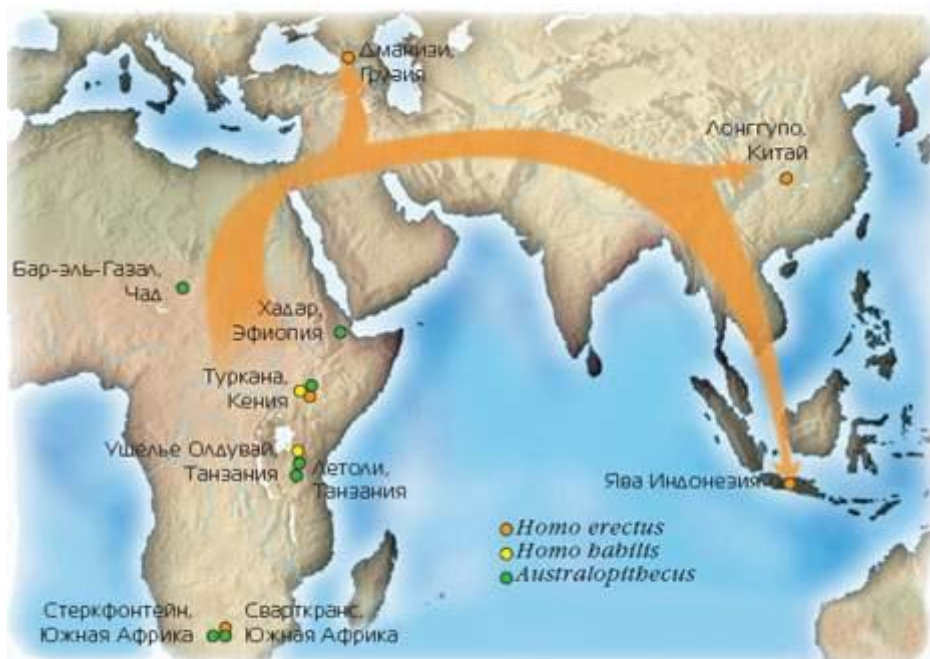 Дманизи,
Грузия
Лонггупо,
Китай
Бар-эль-Газал,
Чад
Хадар,
Эфиопия
Туркана,
Кения
Ущелье Олдувай,
Танзания
Летоли,
Танзания
Ява Индонезия
Homo erectus
Homo habilis
Australopithecus
Стеркфонтейн,
Южная Африка
Сварткранс,
Южная Африка